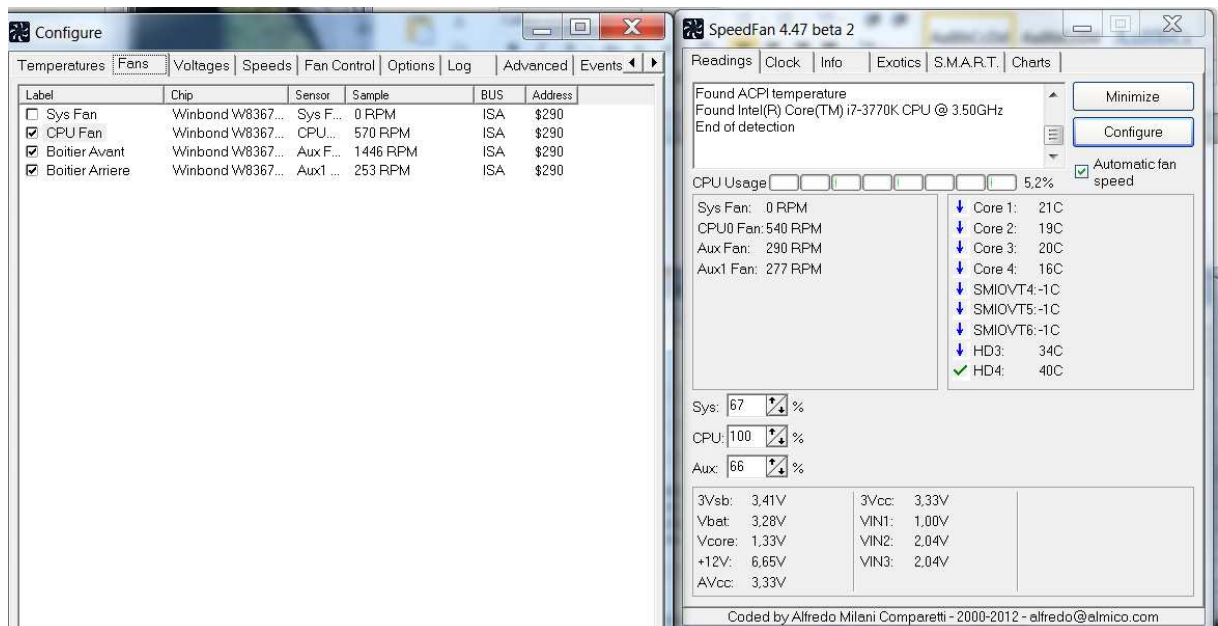 Configure
Temperatures Fans Voltages Speeds Fan Control Options Log Advanced Events
Label Chip Sensor Sample BUS Address
Sys Fan Winbond W8367... Sys F... 0 RPM ISA $290
CPU Fan Winbond W8367... CPU... 570 RPM ISA $290
Boitier Avant Winbond W8367... Aux F... 1446 RPM ISA $290
Boitier Arriere Winbond W8367... Aux1 ... 253 RPM ISA $290
SpeedFan 4.47 beta 2
Readings Clock Info Exotics S.M.A.R.T. Charts
Found ACPI temperature
Found Intel(R) Core(TM) i7-3770K CPU @ 3.50GHz
End of detection
Minimize
Configure
Automatic fan
speed
CPU Usage 5,2%
Sys Fan: 0 RPM
CPU0 Fan: 540 RPM
Aux Fan: 290 RPM
Aux1 Fan: 277 RPM
Core 1: 21C
Core 2: 19C
Core 3: 20C
Core 4: 16C
SMIOVT4: -1C
SMIOVT5: -1C
SMIOVT6: -1C
HD3: 34C
HD4: 40C
Sys: 67 %
CPU: 100 %
Aux: 66 %
3Vsb: 3,41V
Vbat: 3,28V
Vcore: 1,33V
+12V: 6,65V
AVcc: 3,33V
3Vcc: 3,33V
VIN1: 1,00V
VIN2: 2,04V
VIN3: 2,04V
Coded by Alfredo Milani Comparetti - 2000-2012 - alfredo@almico.com